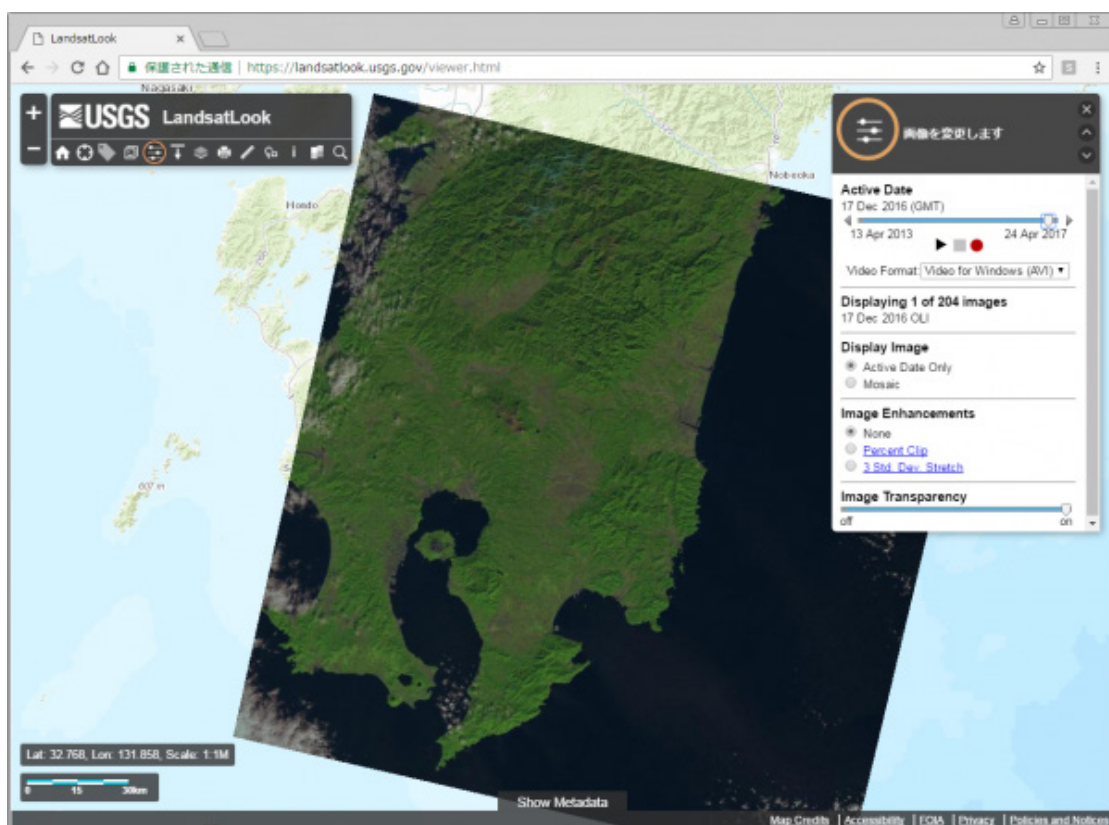 LandsatLook
保護された通信 | https://landsatlook.usgs.gov/viewer.html
Nagasaki
USGS LandsatLook
Hondo
Nobeoka
607 m
画像を変更します
Active Date
17 Dec 2016 (GMT)
13 Apr 2013 24 Apr 2017
Video Format: Video for Windows (AVI)
Displaying 1 of 204 images
17 Dec 2016 OLI
Display Image
Active Date Only
Mosaic
Image Enhancements
None
Percent Clip
3 Std. Dev. Stretch
Image Transparency
off on
Lat: 32.768, Lon: 131.858, Scale: 1:1M
0 15 30km
Show Metadata
Map Credits | Accessibility | FOIA | Privacy | Policies and Notices